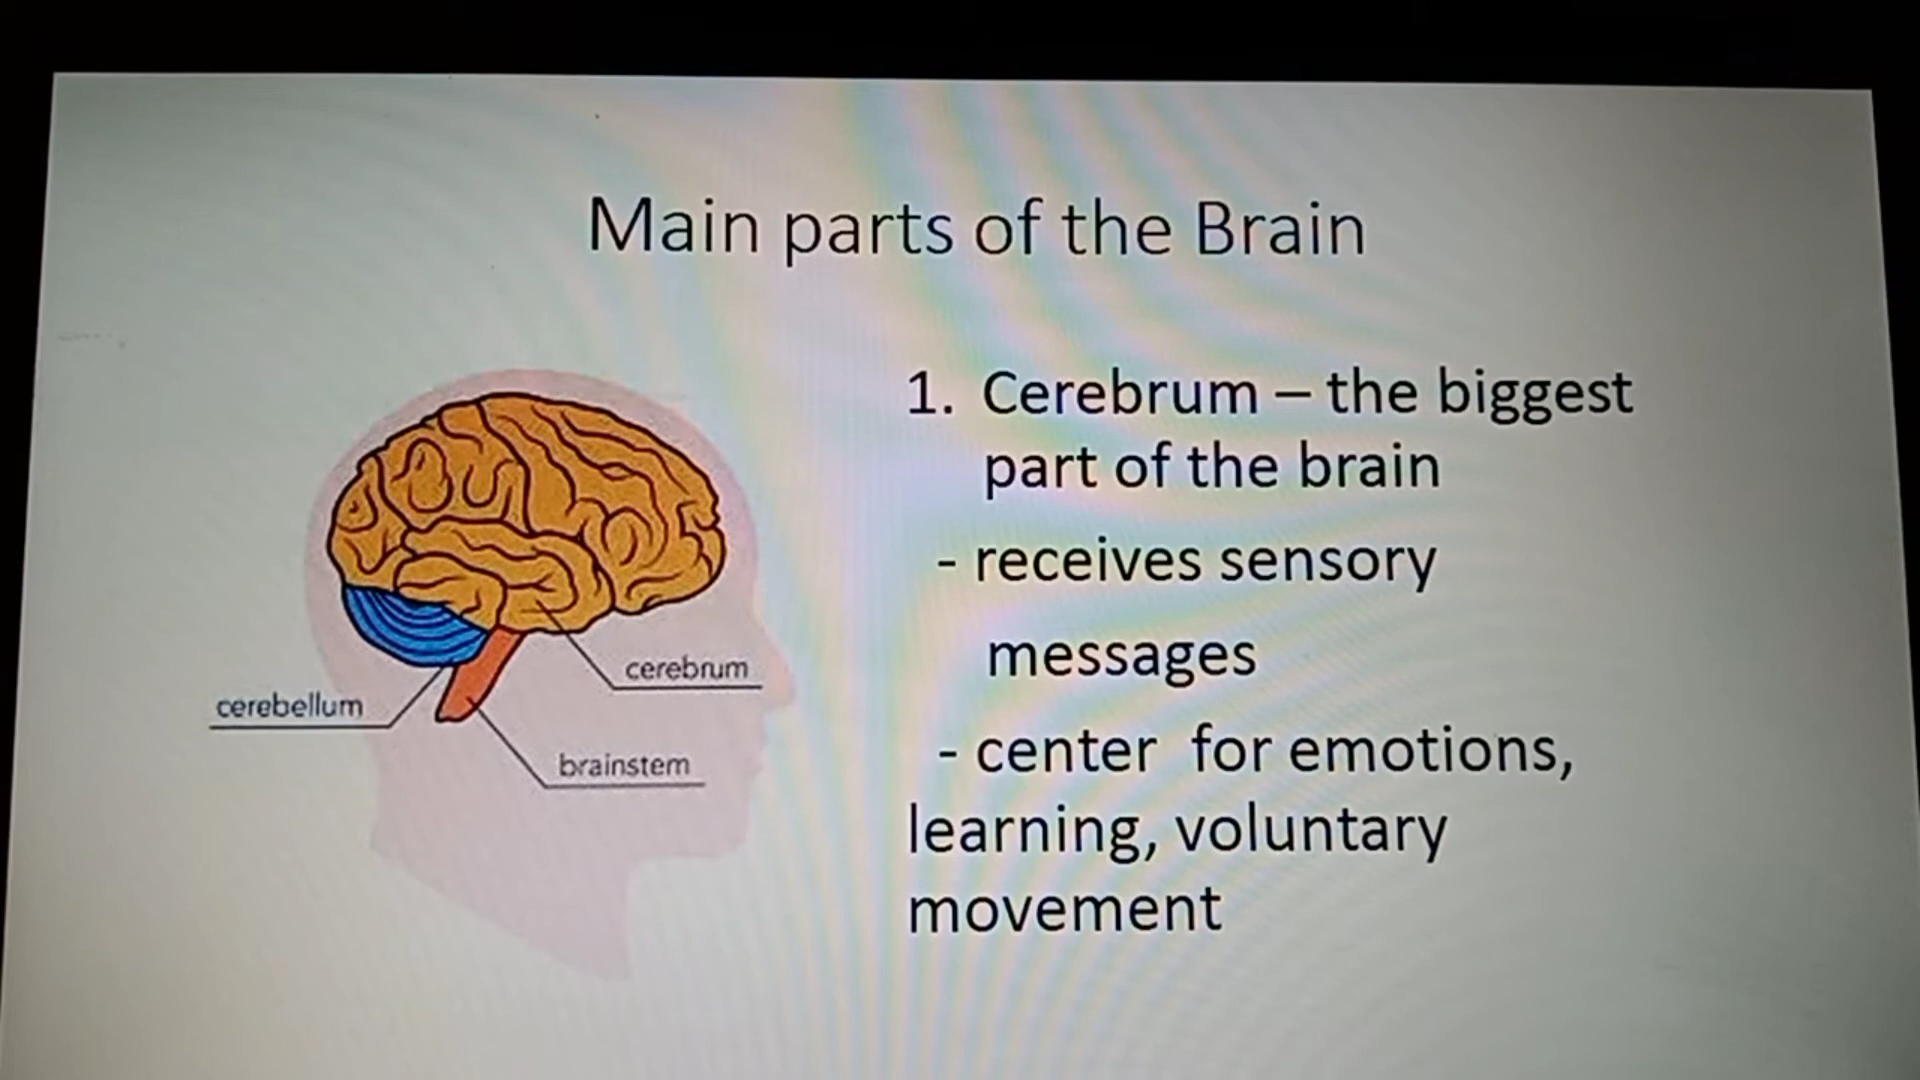 Main parts of the Brain
1. Cerebrum – the biggest
part of the brain
- receives sensory
messages
- center for emotions,
learning, voluntary
movement
cerebrum
cerebellum
brainstem